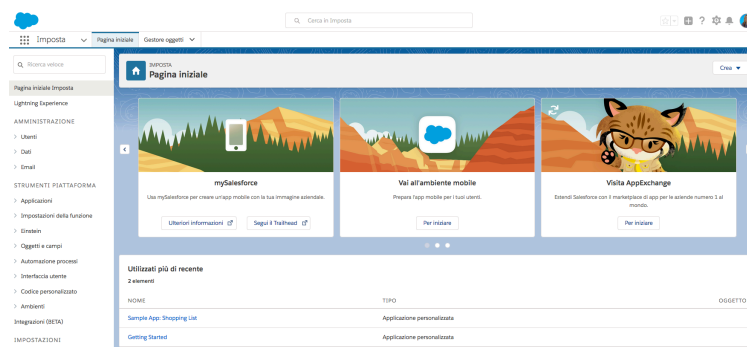 Cerca in Imposta
Imposta
Pagina iniziale
Gestore oggetti
Ricerca veloce
Pagina iniziale Imposta
Lightning Experience
AMMINISTRAZIONE
Utenti
Dati
Email
STRUMENTI PIATTAFORMA
Applicazioni
Impostazioni della funzione
Einstein
Oggetti e campi
Automazione processi
Interfaccia utente
Codice personalizzato
Ambienti
Integrazioni (BETA)
IMPOSTAZIONI
IMPOSTA
Pagina iniziale
Crea
mySalesforce
Usa mySalesforce per creare un'app mobile con la tua immagine aziendale.
Ulteriori informazioni
Segui il Trailhead
Vai all'ambiente mobile
Prepara l'app mobile per i tuoi utenti.
Per iniziare
Visita AppExchange
Estendi Salesforce con il marketplace di app per le aziende numero 1 al
mondo.
Per iniziare
Utilizzati più di recente
2 elementi
NOME TIPO OGGETTO
Sample App: Shopping List Applicazione personalizzata
Getting Started Applicazione personalizzata